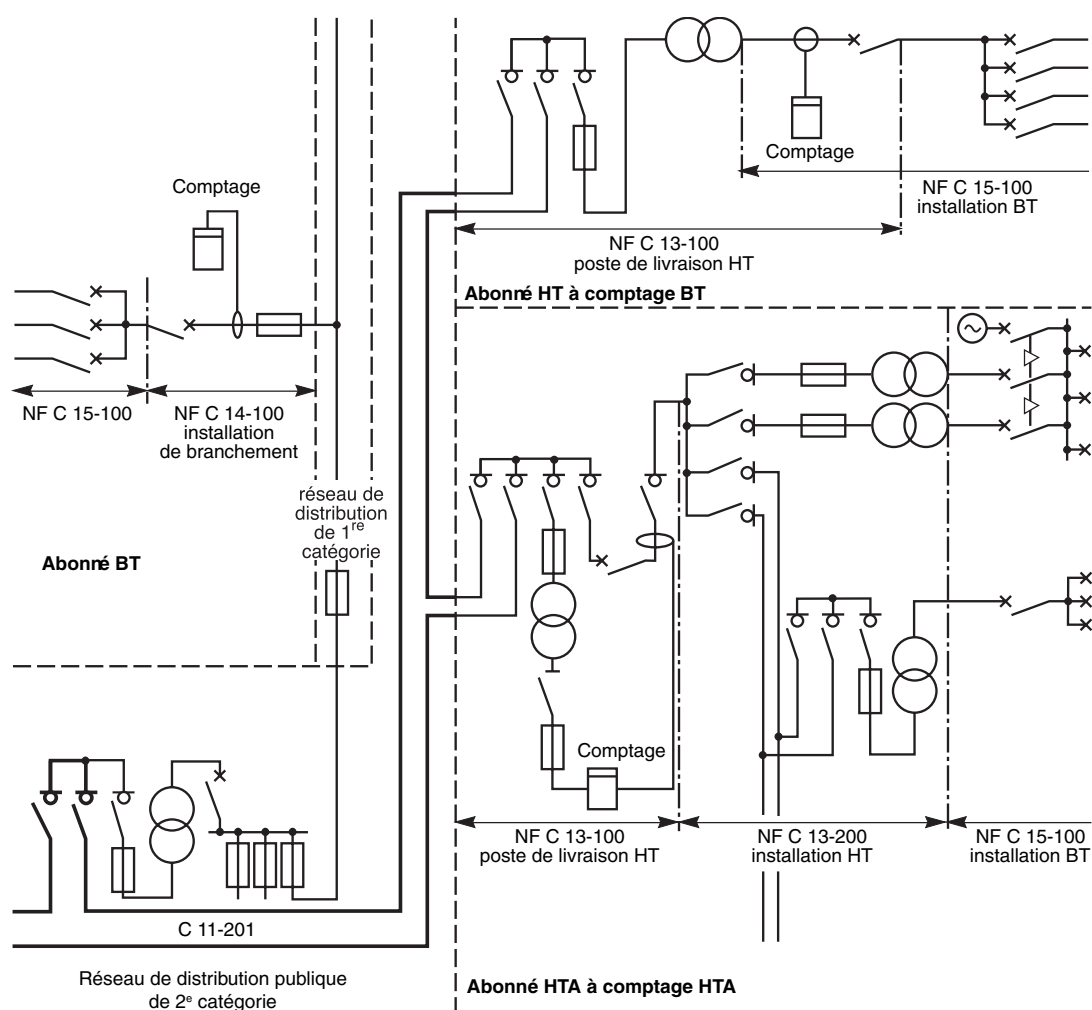 Comptage
NF C 15-100
installation BT
NF C 13-100
poste de livraison HT
Abonné HT à comptage BT
Comptage
NF C 15-100
NF C 14-100
installation
de branchement
réseau de
distribution
de 1re
catégorie
Abonné BT
Comptage
NF C 13-100
poste de livraison HT
NF C 13-200
installation HT
NF C 15-100
installation BT
C 11-201
Réseau de distribution publique
de 2e catégorie
Abonné HTA à comptage HTA